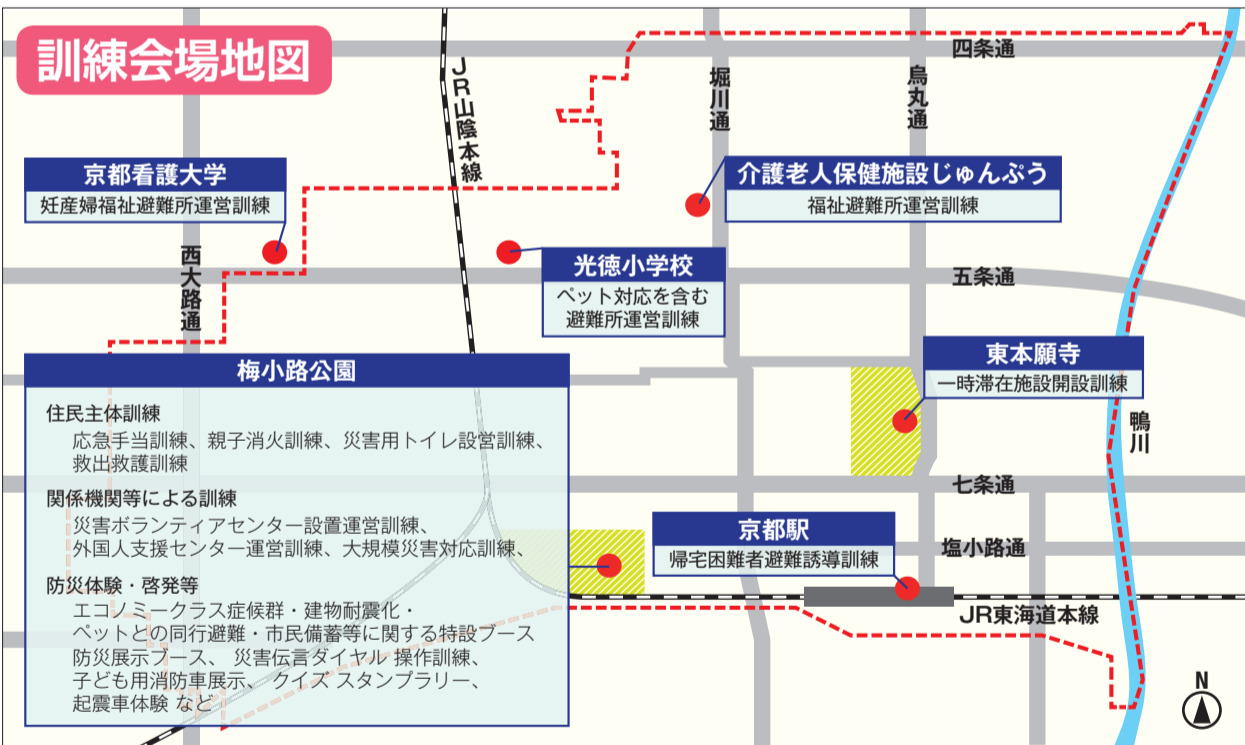 訓練会場地図
四条通
JR山陰本線
堀川通
烏丸通
京都看護大学
妊産婦福祉避難所運営訓練
介護老人保健施設じゅんぷう
福祉避難所運営訓練
西大路通
光徳小学校
ペット対応を含む
避難所運営訓練
五条通
東本願寺
一時滞在施設開設訓練
鴨川
梅小路公園
住民主体訓練
応急手当訓練、親子消火訓練、災害用トイレ設営訓練、
救出救護訓練
関係機関等による訓練
災害ボランティアセンター設置運営訓練、
外国人支援センター運営訓練、大規模災害対応訓練、
防災体験・啓発等
エコノミークラス症候群・建物耐震化・
ペットとの同行避難・市民備蓄等に関する特設ブース
防災展示ブース、 災害伝言ダイヤル 操作訓練、
子ども用消防車展示、 クイズ スタンプラリー、
起震車体験 など
七条通
京都駅
帰宅困難者避難誘導訓練
塩小路通
JR東海道本線
N